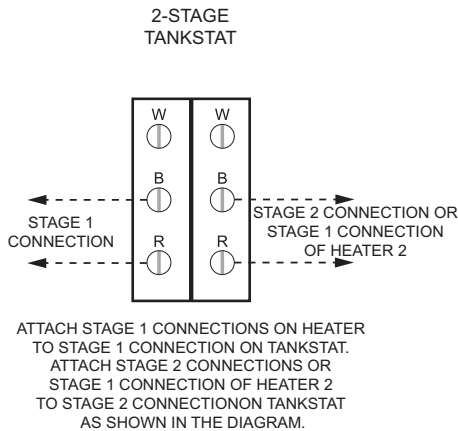 2-STAGE
TANKSTAT
W W
B B
STAGE 1
CONNECTION
STAGE 2 CONNECTION OR
STAGE 1 CONNECTION
OF HEATER 2
R R
ATTACH STAGE 1 CONNECTIONS ON HEATER
TO STAGE 1 CONNECTION ON TANKSTAT.
ATTACH STAGE 2 CONNECTIONS OR
STAGE 1 CONNECTION OF HEATER 2
TO STAGE 2 CONNECTIONON TANKSTAT
AS SHOWN IN THE DIAGRAM.